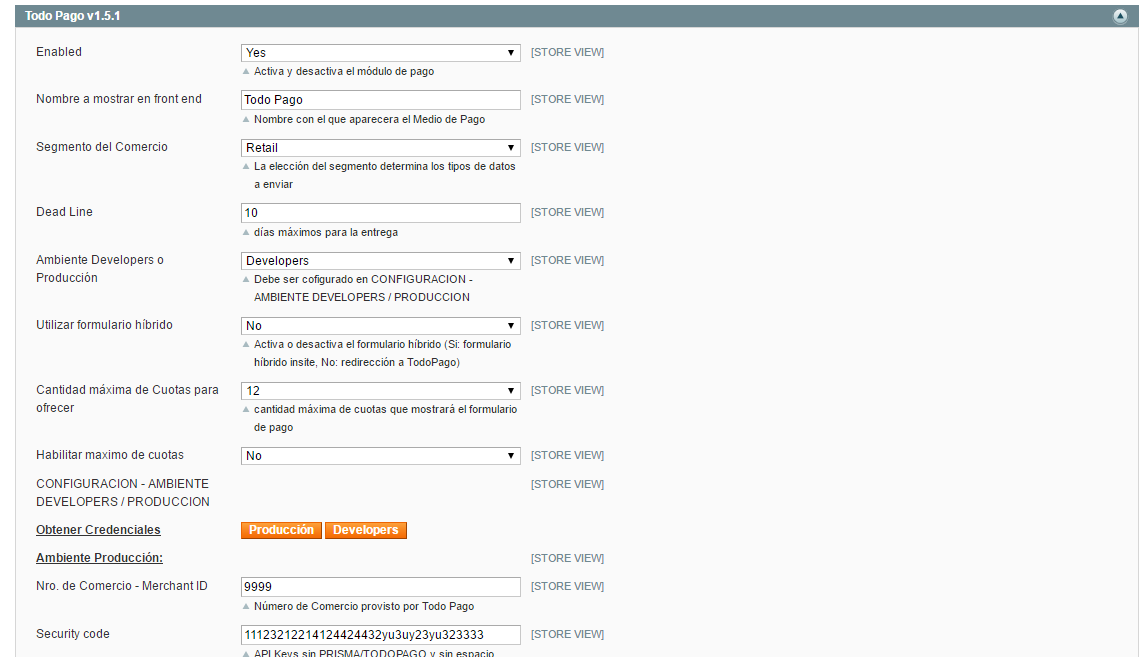 Todo Pago v1.5.1
Enabled Yes [STORE VIEW]
Activa y desactiva el módulo de pago
Nombre a mostrar en front end Todo Pago [STORE VIEW]
Nombre con el que aparecera el Medio de Pago
Segmento del Comercio Retail [STORE VIEW]
La elección del segmento determina los tipos de datos
a enviar
Dead Line 10 [STORE VIEW]
días máximos para la entrega
Ambiente Developers o
Producción
Developers [STORE VIEW]
Debe ser cofigurado en CONFIGURACION -
AMBIENTE DEVELOPERS / PRODUCCION
Utilizar formulario híbrido No [STORE VIEW]
Activa o desactiva el formulario híbrido (Si: formulario
híbrido insite, No: redirección a TodoPago)
Cantidad máxima de Cuotas para
ofrecer
12 [STORE VIEW]
cantidad máxima de cuotas que mostrará el formulario
de pago
Habilitar maximo de cuotas No [STORE VIEW]
CONFIGURACION - AMBIENTE
DEVELOPERS / PRODUCCION
[STORE VIEW]
Obtener Credenciales Producción Developers
Ambiente Producción: [STORE VIEW]
Nro. de Comercio - Merchant ID 9999 [STORE VIEW]
Número de Comercio provisto por Todo Pago
Security code 11123212214124424432yu3uy23yu323333 [STORE VIEW]
API Keys sin PRISMA/TODOPAGO y sin espacio